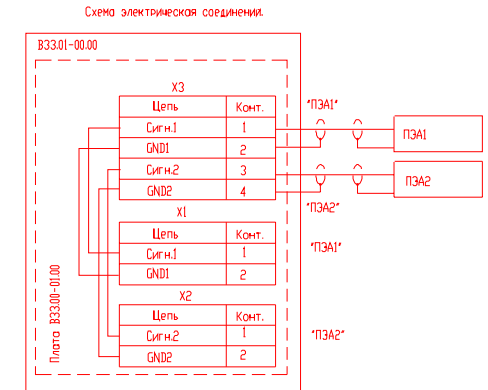 Схема электрическая соединений.
В33.01-00.00
Х3
Цепь Конт.
Сигн.1 1
GND1 2
Сигн.2 3
GND2 4
"ПЭА1"
ПЭА1
ПЭА2
"ПЭА2"
Х1
Цепь Конт.
Сигн.1 1
GND1 2
"ПЭА1"
Х2
Цепь Конт.
Сигн.2 1
GND2 2
"ПЭА2"
Плата В33.00-01.00